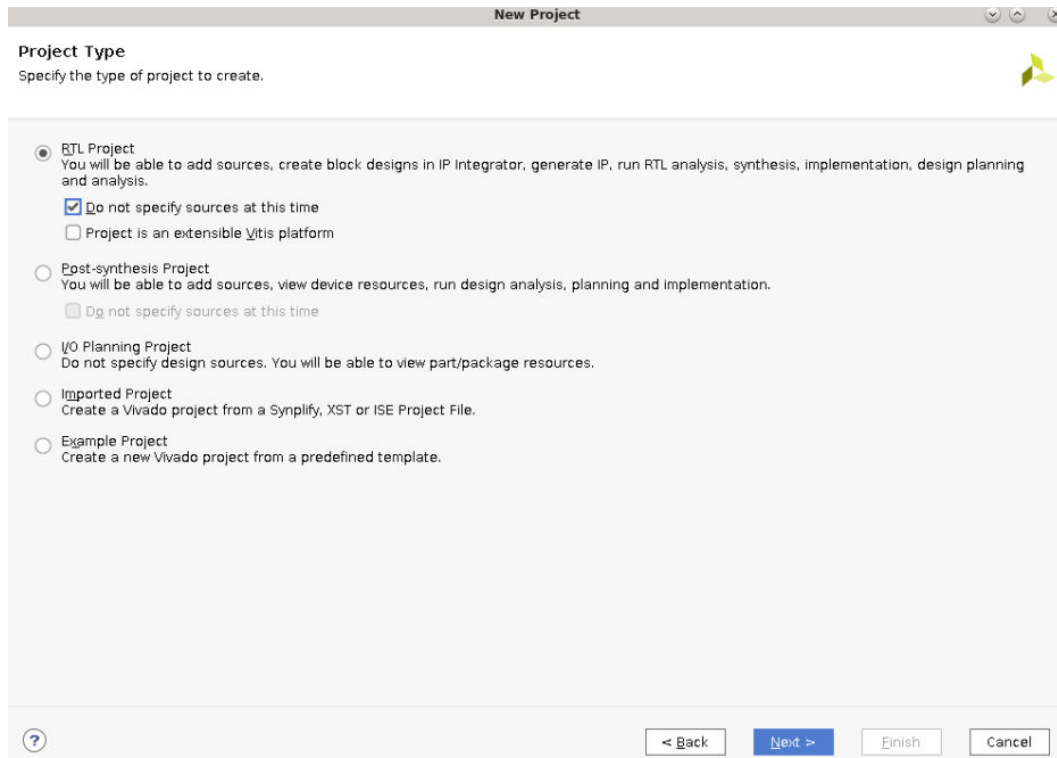 New Project
Project Type
Specify the type of project to create.
RTL Project
You will be able to add sources, create block designs in IP Integrator, generate IP, run RTL analysis, synthesis, implementation, design planning
and analysis.
Do not specify sources at this time
Project is an extensible Vitis platform
Post-synthesis Project
You will be able to add sources, view device resources, run design analysis, planning and implementation.
Do not specify sources at this time
I/O Planning Project
Do not specify design sources. You will be able to view part/package resources.
Imported Project
Create a Vivado project from a Synplify, XST or ISE Project File.
Example Project
Create a new Vivado project from a predefined template.
? < Back Next > Finish Cancel